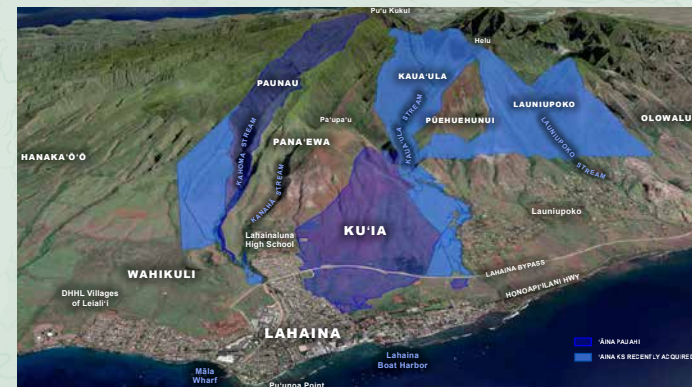 Pu‘u Kukui
Helu
PAUNAU
KAUA‘ULA
LAUNIUPOKO
OLOWALU
PŪEHUEHUNUI
Pa‘upa‘u
PANA‘EWA
HANAKA‘Ō‘Ō
KAHOMA STREAM
KAUA‘ULA STREAM
LAUNIUPOKO STREAM
KANAHĀ STREAM
Launiupoko
Lahainaluna
High School
KU‘IA
WAHIKULI
LAHAINA BYPASS
DHHL Villages
of Leiali‘i
HONOAPI‘ILANI HWY
LAHAINA
‘ĀINA PAUAHI
‘ĀINA KS RECENTLY ACQUIRED
Lahaina
Boat Harbor
Māla
Wharf
Pu‘unoa Point